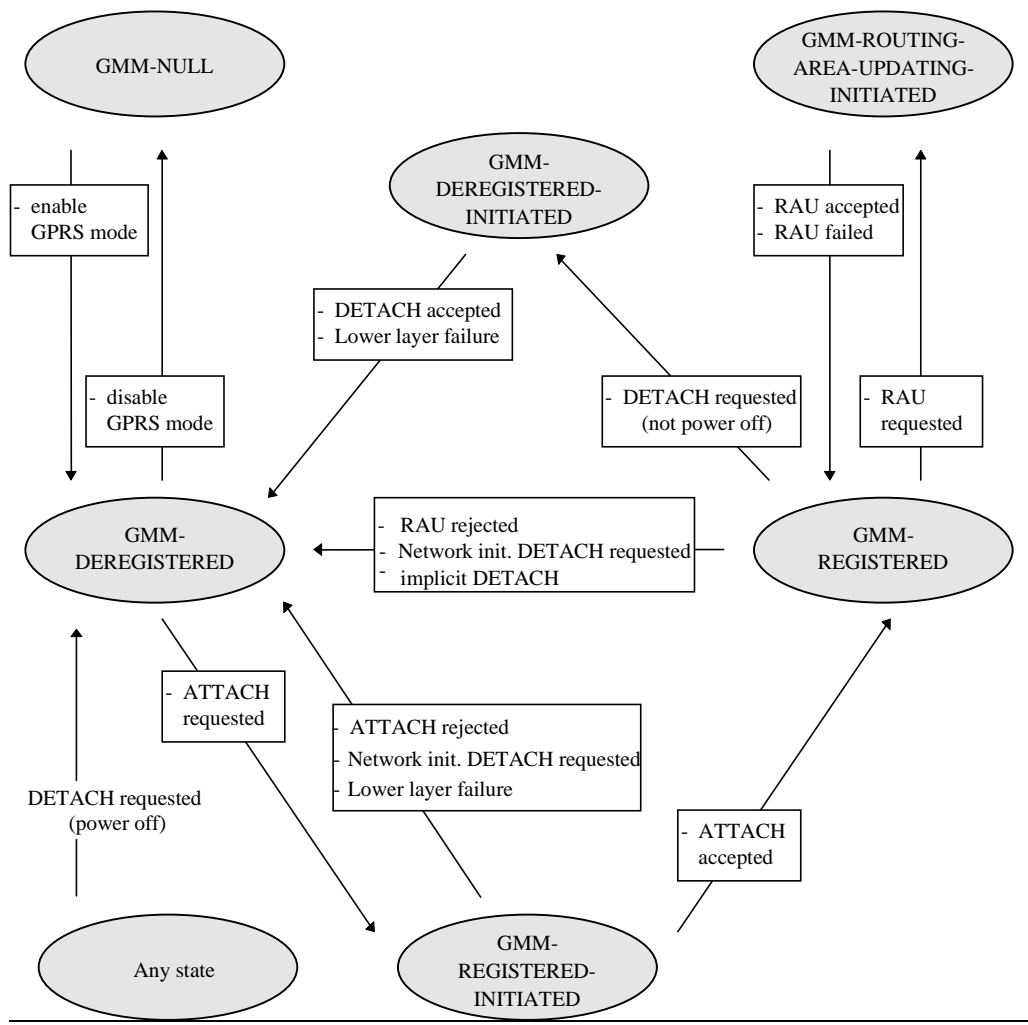 GMM-NULL
GMM-ROUTING-
AREA-UPDATING-
INITIATED
GMM-
DEREGISTERED-
INITIATED
- enable
GPRS mode
- RAU accepted
- RAU failed
- DETACH accepted
- Lower layer failure
- disable
GPRS mode
- DETACH requested
(not power off)
- RAU
requested
GMM-
DEREGISTERED
- RAU rejected
- Network init. DETACH requested
- implicit DETACH
GMM-
REGISTERED
- ATTACH
requested
- ATTACH rejected
- Network init. DETACH requested
- Lower layer failure
DETACH requested
(power off)
- ATTACH
accepted
Any state
GMM-
REGISTERED-
INITIATED